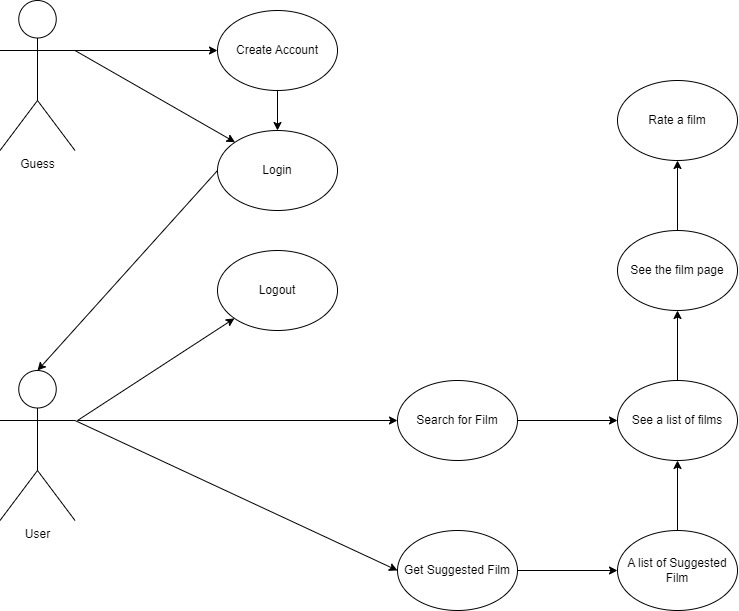 Create Account
Rate a film
Guess
Login
See the film page
Logout
Search for Film
See a list of films
User
Get Suggested Film
A list of Suggested
Film